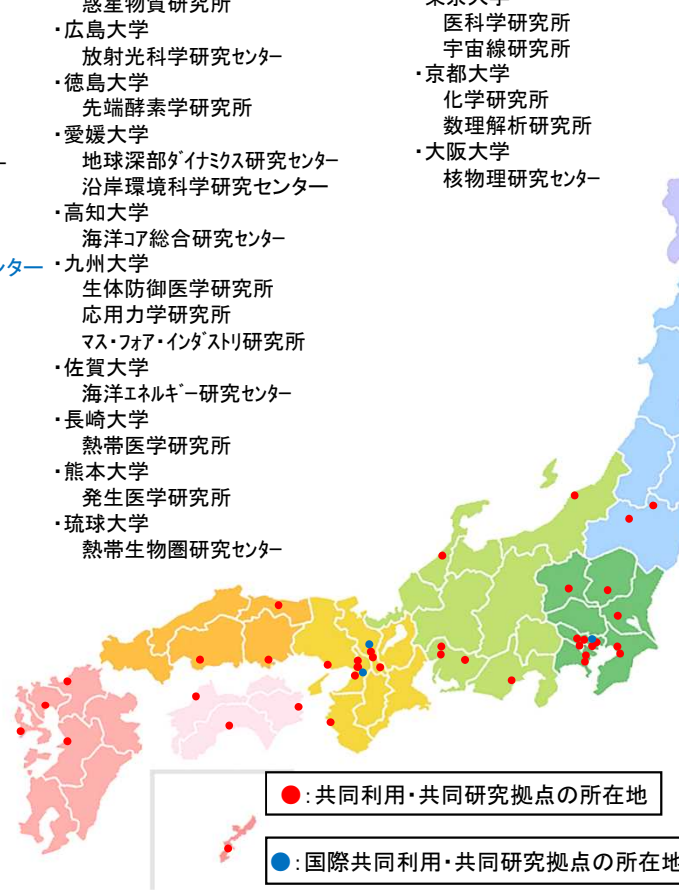 惑星物質研究所
・広島大学
放射光科学研究センター
・徳島大学
先端酵素学研究所
・愛媛大学
地球深部ダイナミクス研究センター
沿岸環境科学研究センター
・高知大学
海洋コア総合研究センター
・九州大学
生体防御医学研究所
応用力学研究所
マス・フォア・インダストリ研究所
・佐賀大学
海洋エネルギー研究センター
・長崎大学
熱帯医学研究所
・熊本大学
発生医学研究所
・琉球大学
熱帯生物圏研究センター
ー
ンター
・東京大学
医科学研究所
宇宙線研究所
・京都大学
化学研究所
数理解析研究所
・大阪大学
核物理研究センター
●:共同利用・共同研究拠点の所在地
●:国際共同利用・共同研究拠点の所在地